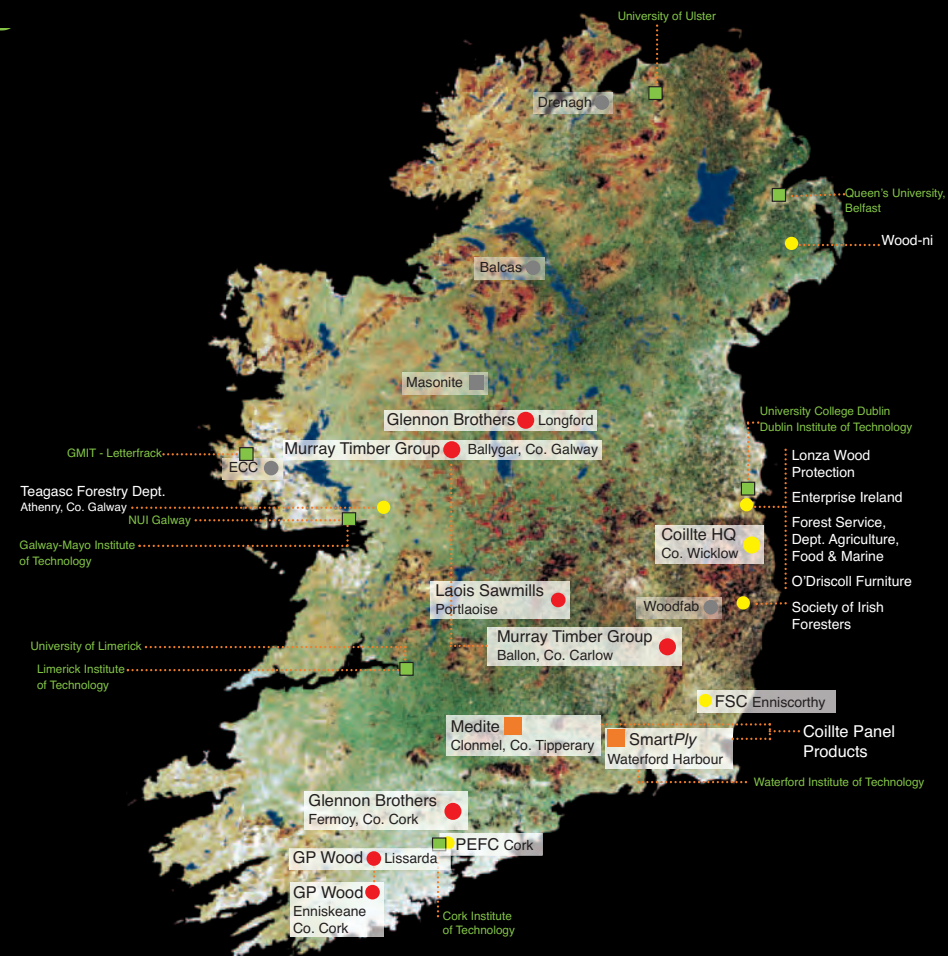 University of Ulster
Drenagh
Queen's University,
Belfast
Wood-ni
Balcas
Masonite
Glennon Brothers Longford
University College Dublin
Dublin Institute of Technology
Murray Timber Group Ballygar, Co. Galway
GMIT - Letterfrack
ECC
Lonza Wood
Protection
Teagasc Forestry Dept.
Athenry, Co. Galway
Enterprise Ireland
NUI Galway
Forest Service,
Dept. Agriculture,
Food & Marine
Coillte HQ
Co. Wicklow
Galway-Mayo Institute
of Technology
O'Driscoll Furniture
Laois Sawmills
Portlaoise
Woodfab
Society of Irish
Foresters
Murray Timber Group
Ballon, Co. Carlow
University of Limerick
Limerick Institute
of Technology
FSC Enniscorthy
Medite
Clonmel, Co. Tipperary
SmartPly
Waterford Harbour
Coillte Panel
Products
Waterford Institute of Technology
Glennon Brothers
Fermoy, Co. Cork
PEFC Cork
GP Wood Lissarda
GP Wood
Enniskeane
Co. Cork
Cork Institute
of Technology